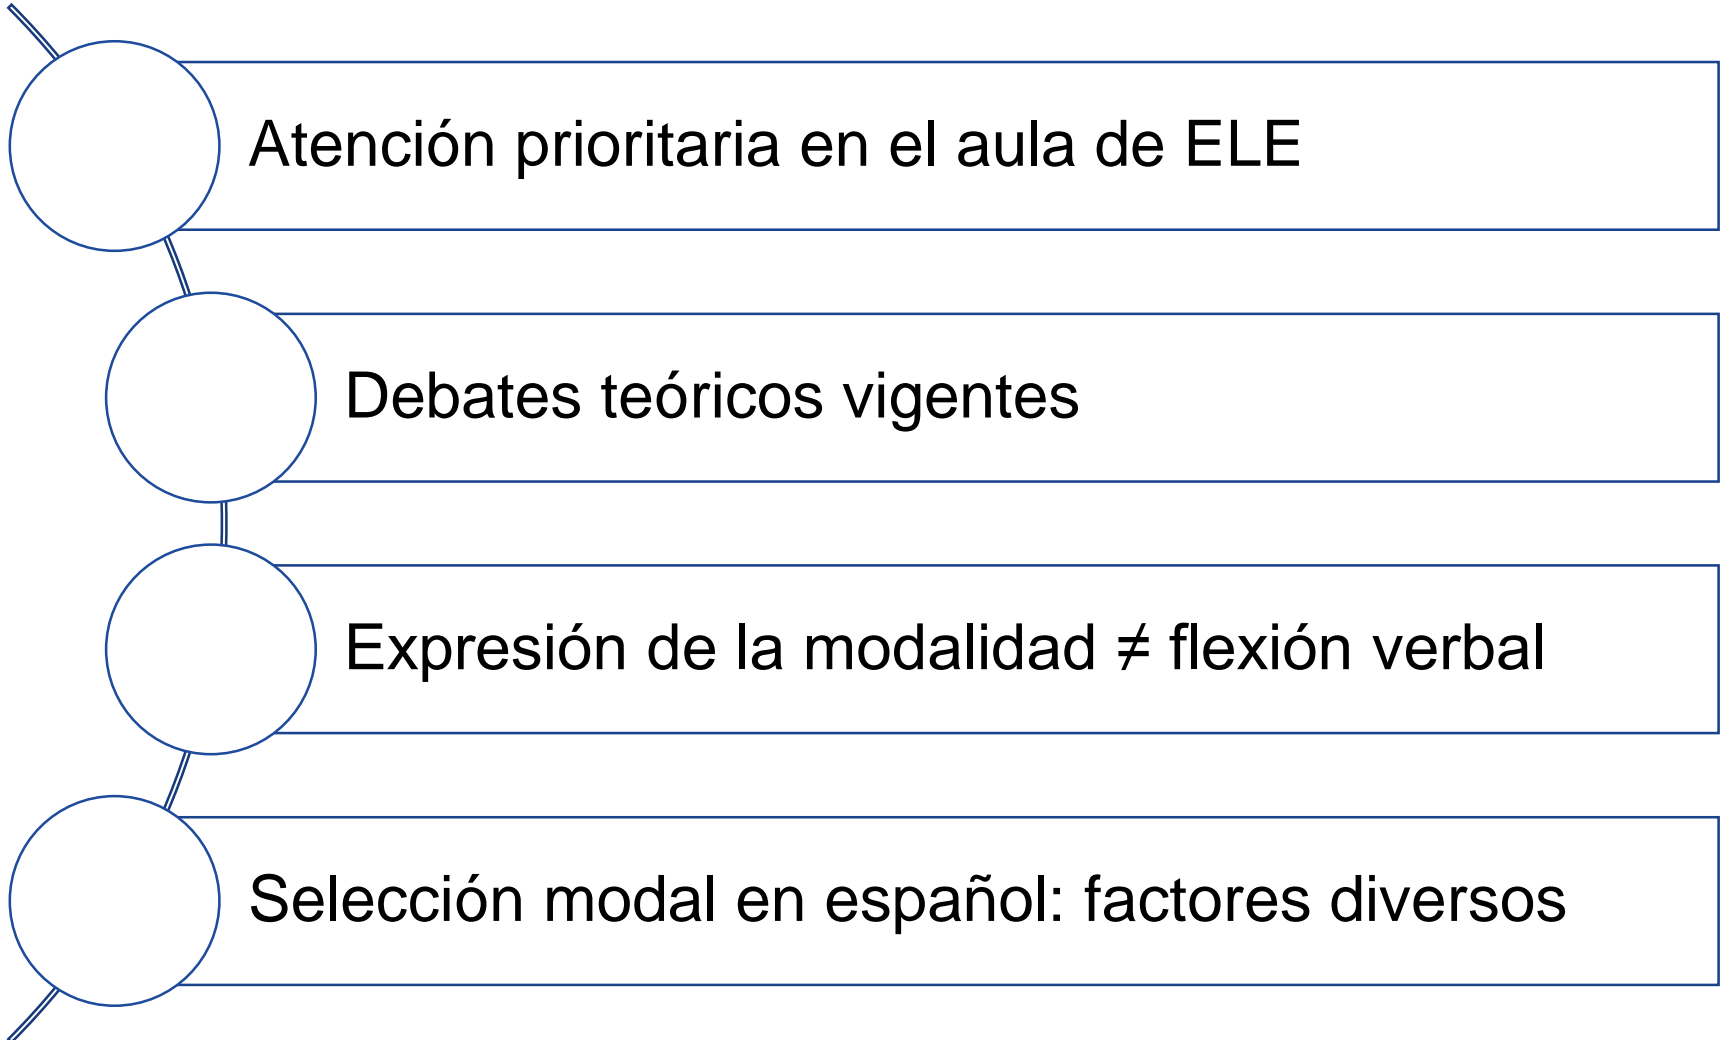 Atención prioritaria en el aula de ELE
Debates teóricos vigentes
Expresión de la modalidad ≠ flexión verbal
Selección modal en español: factores diversos